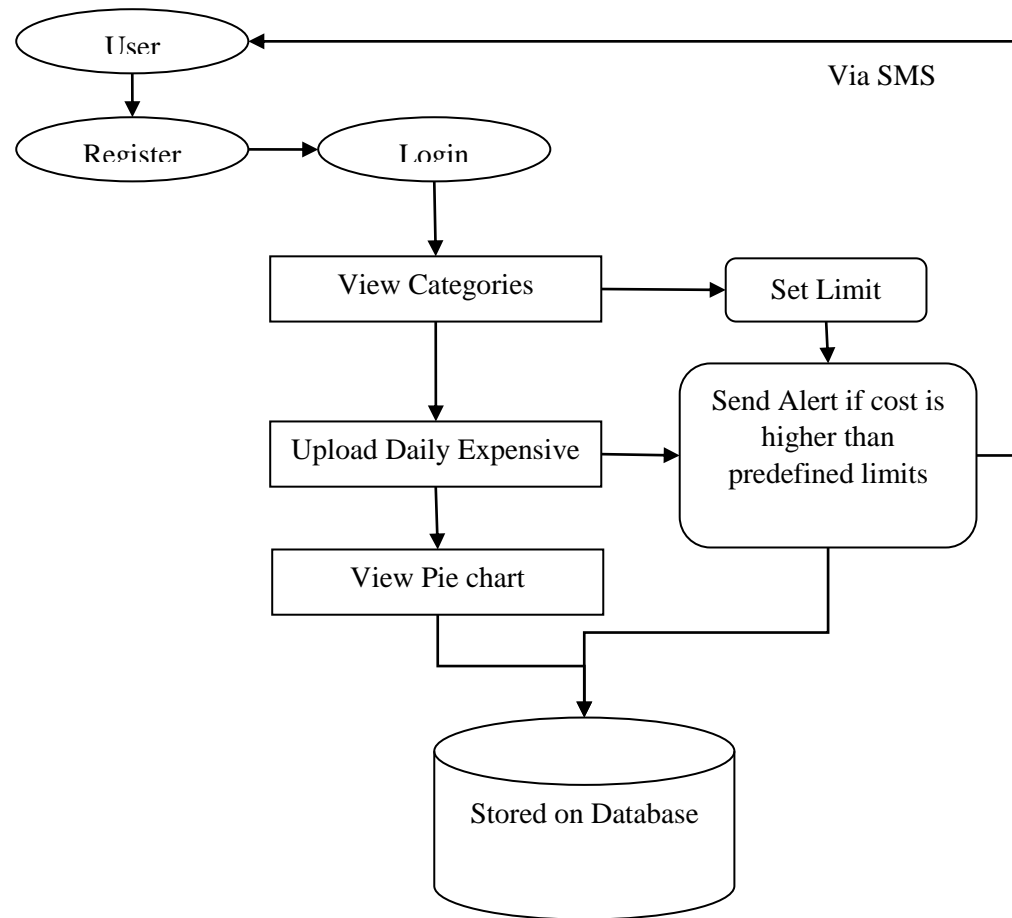 User
Via SMS
Register
Login
View Categories
Set Limit
Send Alert if cost is
higher than
predefined limits
Upload Daily Expensive
View Pie chart
Stored on Database